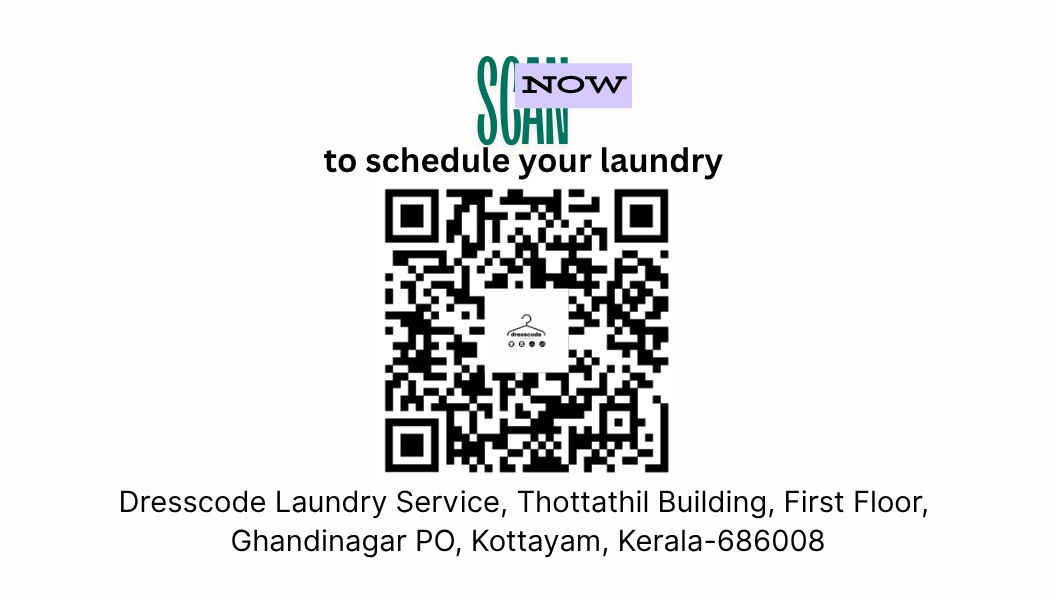 SCAN NOW
to schedule your laundry
dresscode
Dresscode Laundry Service, Thottathil Building, First Floor,
Ghandinagar PO, Kottayam, Kerala-686008